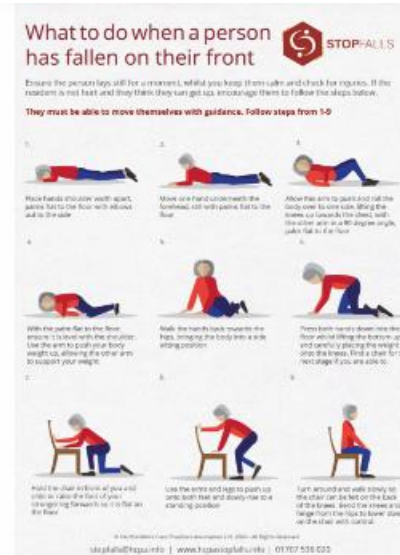 What to do when a person
has fallen on their front
STOPFALLS
Ensure the person lays still for a moment, whilst you keep them calm and check for injuries. If the
resident is not hurt and they think they can get up, encourage them to follow the steps below.
They must be able to move themselves with guidance. Follow steps from 1-9
1.
2.
3.
Place hands shoulder width apart,
palms flat to the floor with elbows
out to the side
Move one hand underneath the
forehead, still with palms flat to the
floor
Allow this arm to push and roll the
body over to one side, lifting the
knees up towards the chest, with
the other arm in a 90 degree angle,
palm flat to the floor
4.
5.
6.
With the palm flat to the floor,
ensure it is level with the shoulder.
Use the arm to push your body
weight up, allowing the other arm
to support your weight.
Walk the hands back towards the
hips, bringing the body into a side
sitting position
Press both hands down into the
floor whilst lifting the bottom up
and carefully placing the weight
onto the knees. Find a chair for
next stage if you are able to
7.
8.
9.
Hold the chair in front of you and
raise the foot of your
stronger leg forwards so it is flat on
the floor
Use the arms and legs to push up
onto both feet and slowly rise to a
standing position
Turn around and walk slowly so
the chair can be felt on the back
of the knees. Bend the knees and
hinge from the hips to lower slowly
on the chair with control.
stopfalls@hcpa.info | www.hcpastopfalls.info | 01707 536 020